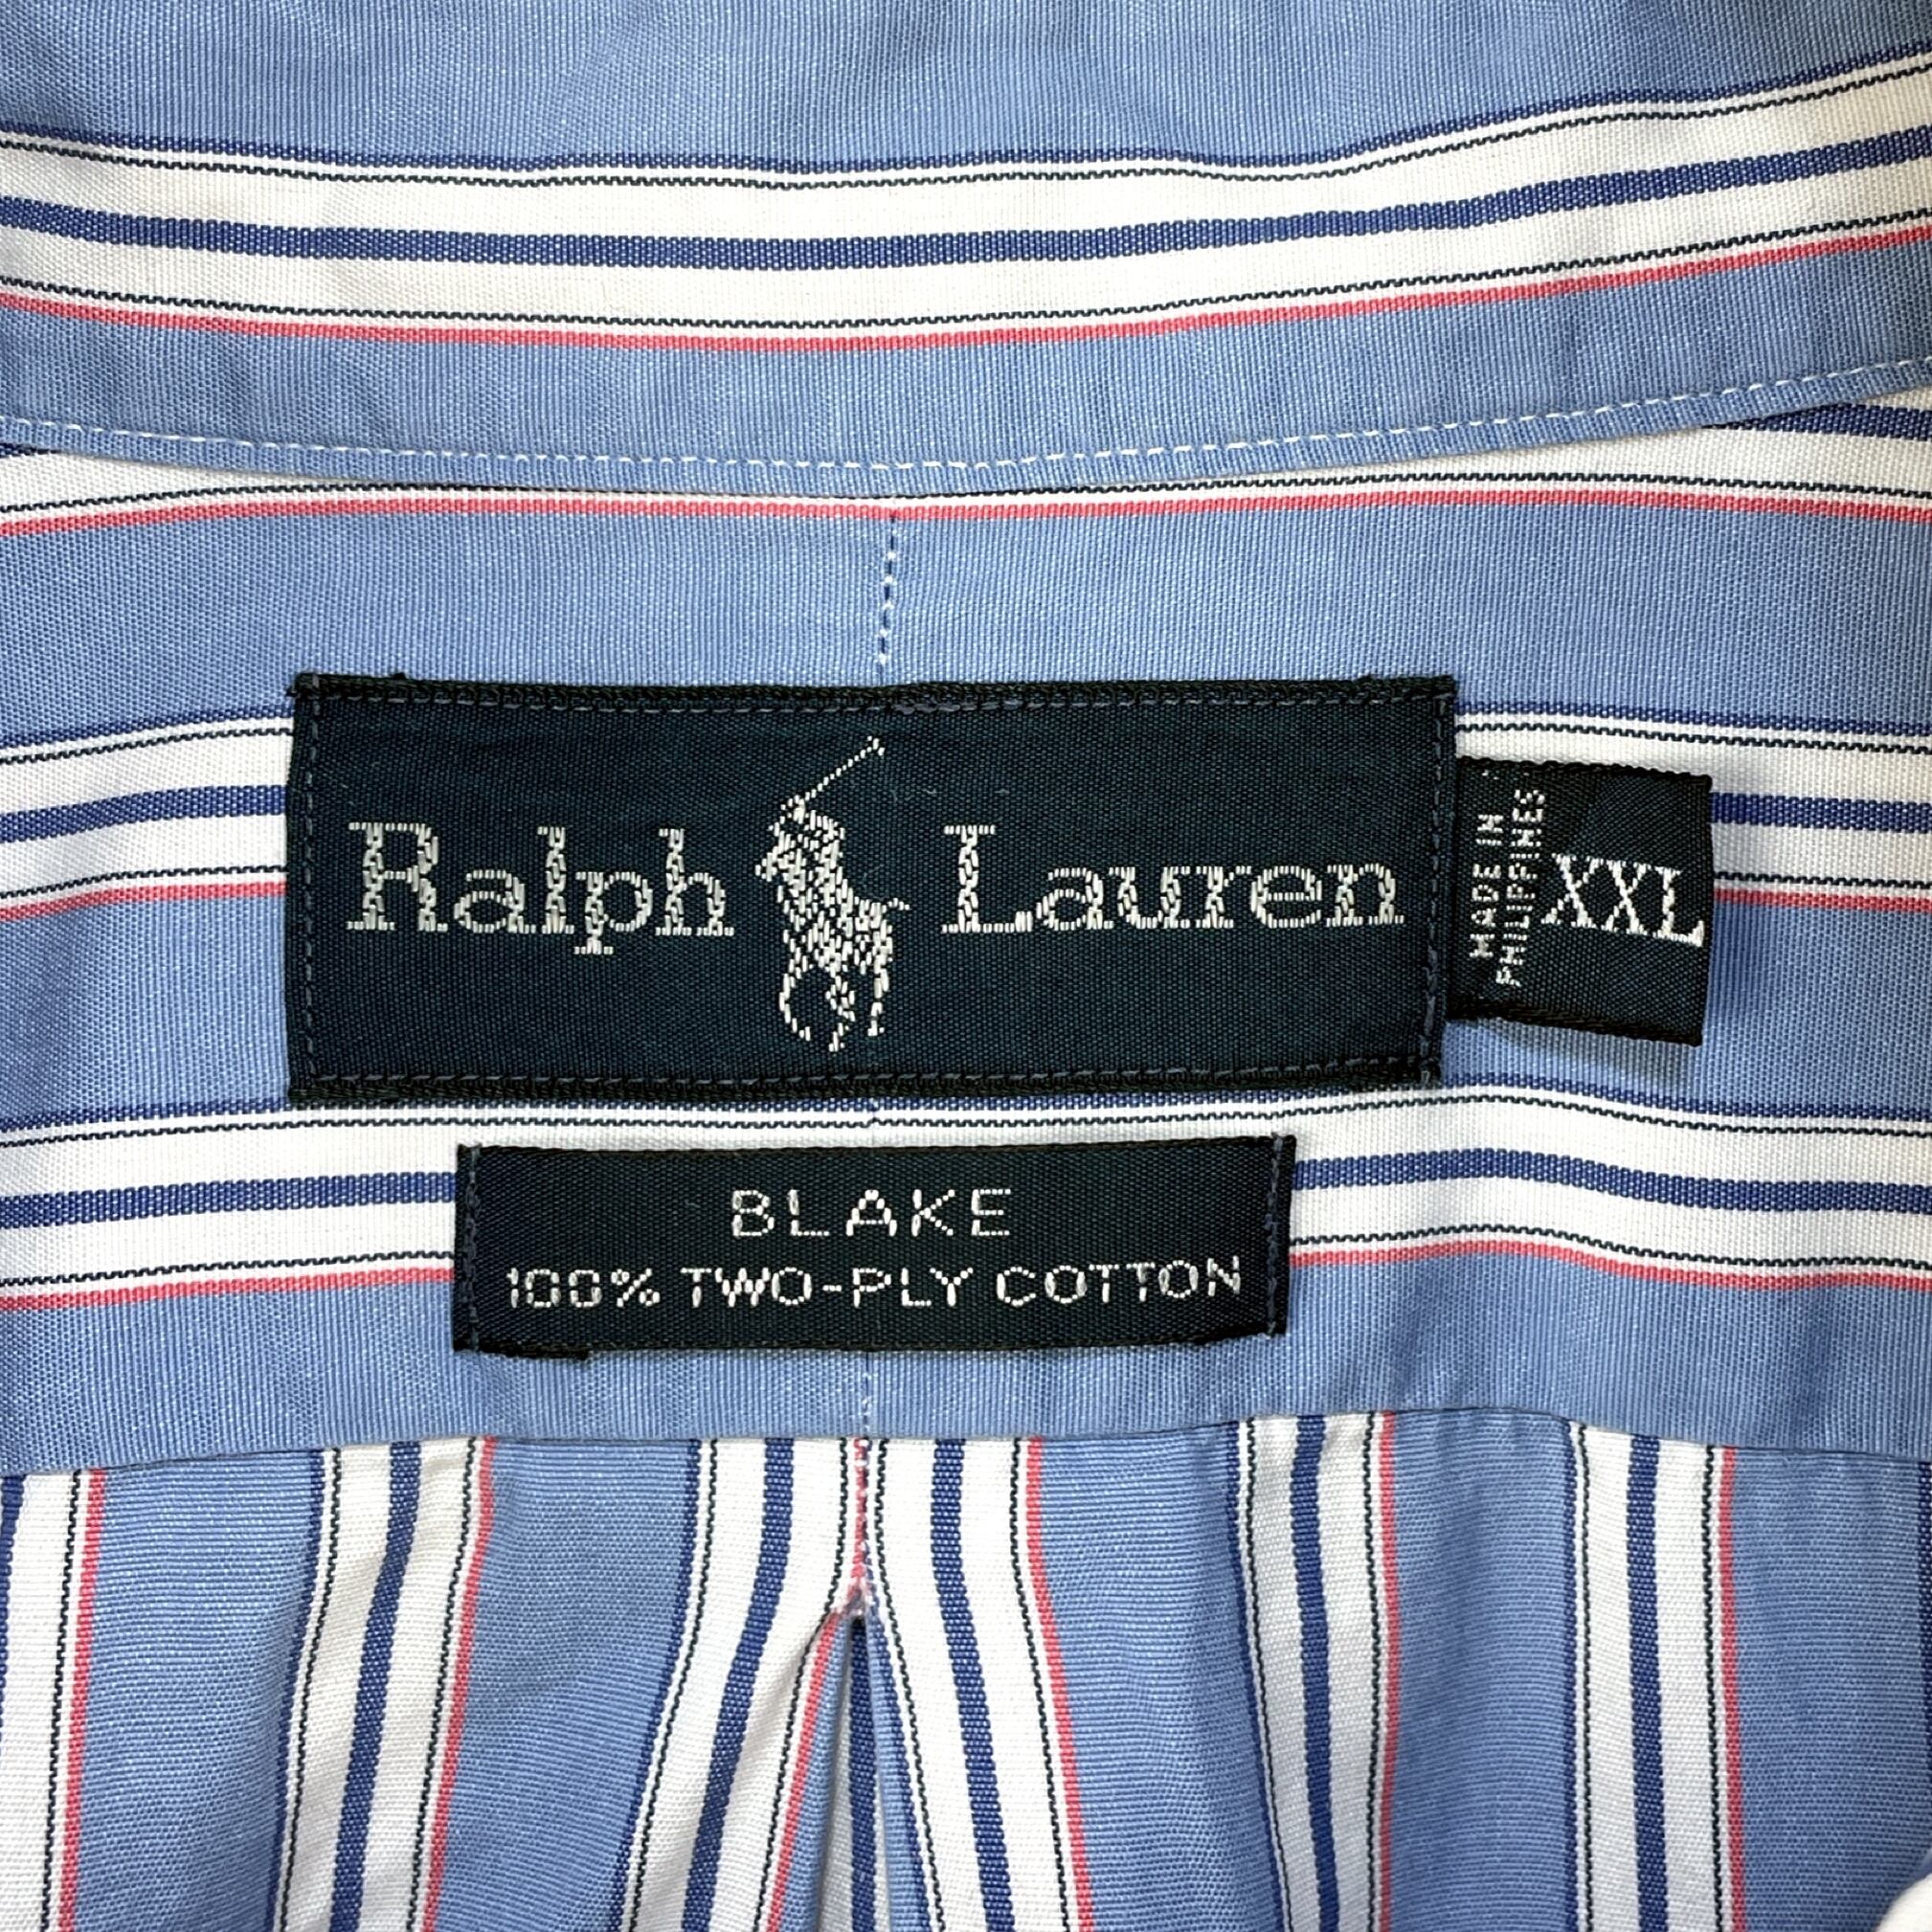 Ralph Lauren
MADE IN
PHILIPPINES
XXL
BLAKE
100% TWO-PLY COTTON